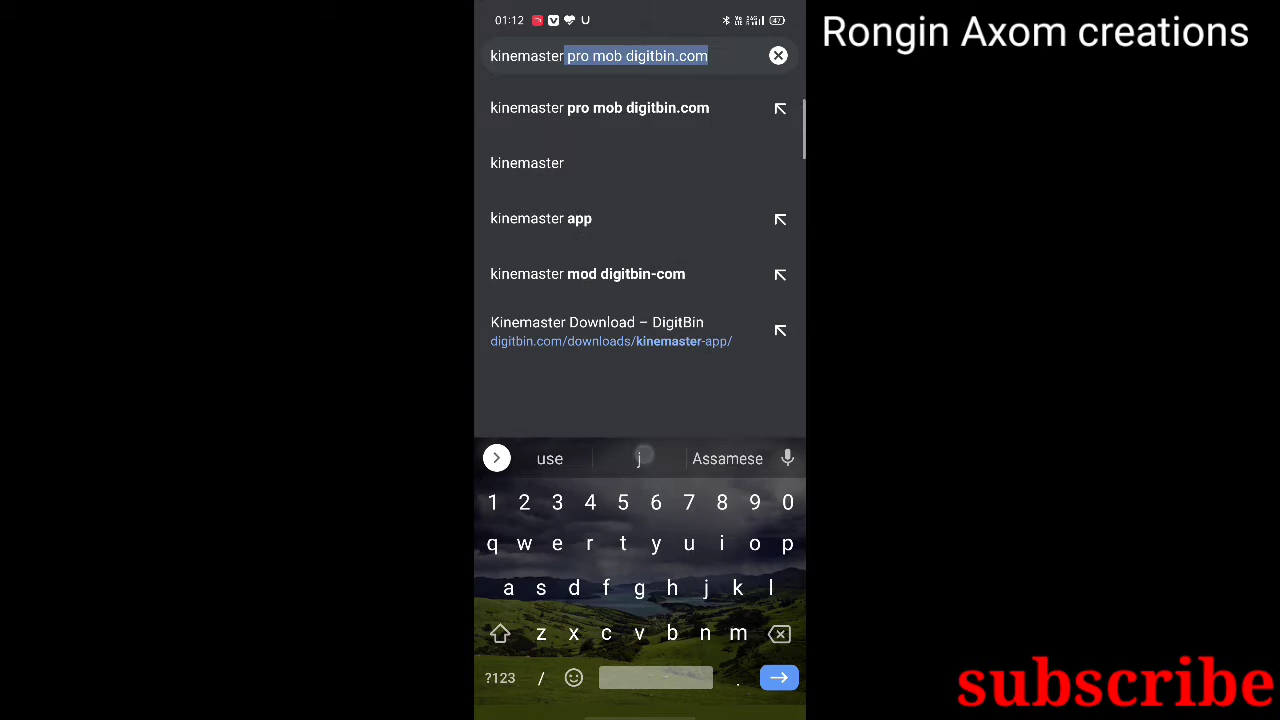 Rongin Axom creations
01:12
47
kinemaster pro mob digitbin.com
kinemaster pro mob digitbin.com
kinemaster
kinemaster app
kinemaster mod digitbin-com
Kinemaster Download – DigitBin
digitbin.com/downloads/kinemaster-app/
use j Assamese
1 2 3 4 5 6 7 8 9 0
q w e r t y u i o p
a s d f g h j k l
z x c v b n m
?123 / .
subscribe